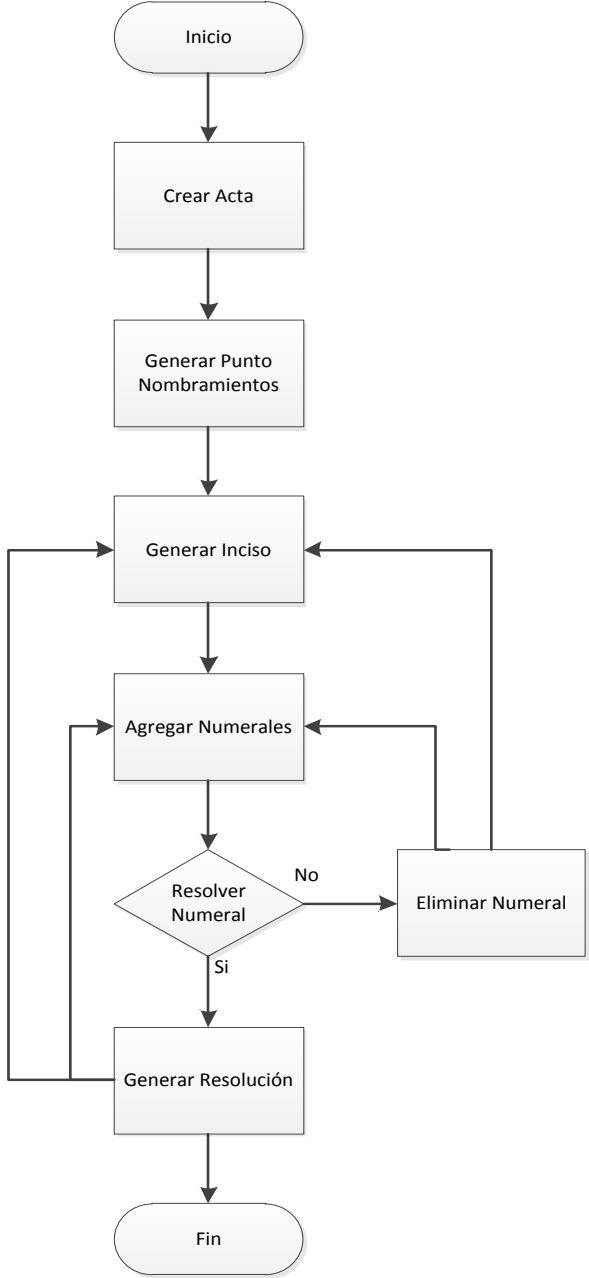 Inicio
Crear Acta
Generar Punto
Nombramientos
Generar Inciso
Agregar Numerales
Resolver
Numeral
No
Eliminar Numeral
Si
Generar Resolución
Fin